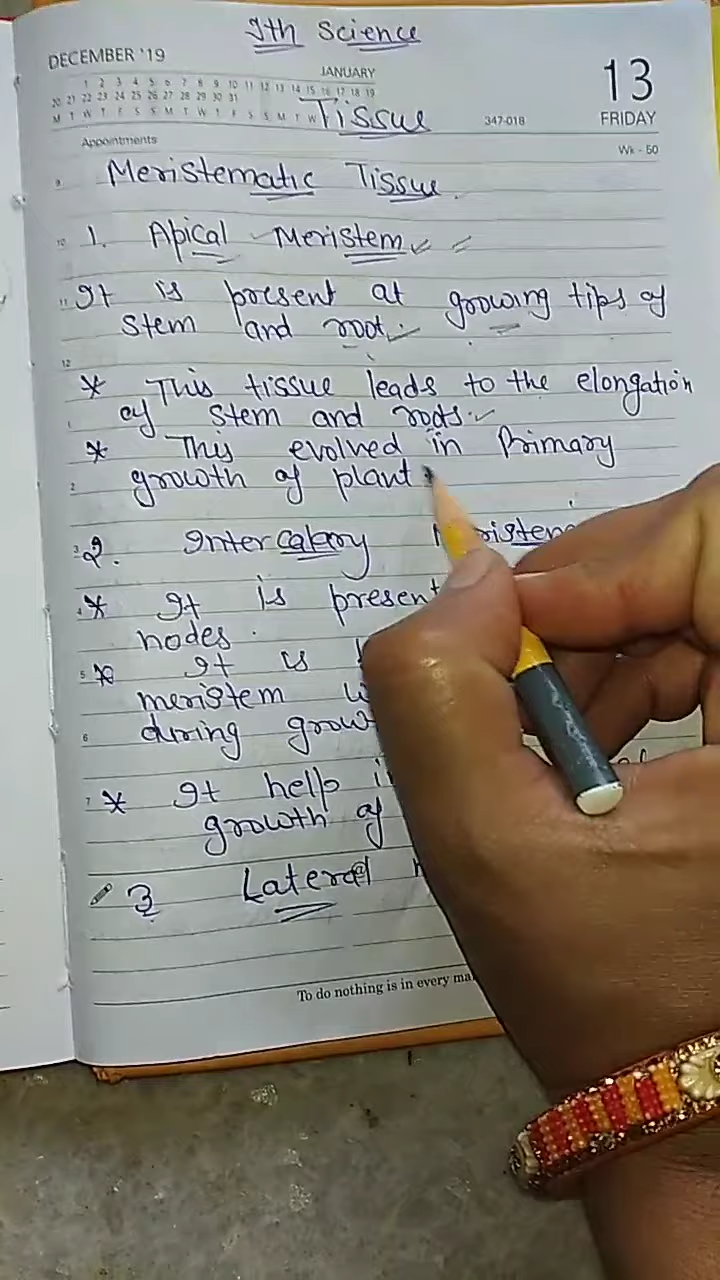 9th Science
DECEMBER '19
JANUARY
13
FRIDAY
347-018
Wk - 50
Tissue
Appointments
Meristematic Tissue
1. Apical Meristem
It is present at growing tips of
stem and root.
* This tissue leads to the elongation
of stem and roots.
* This evolved in Primary
growth of plant
2. Intercalary
* It is present
nodes.
* It is
meristem
during
* It help
growth of
3 Lateral
To do nothing is in every